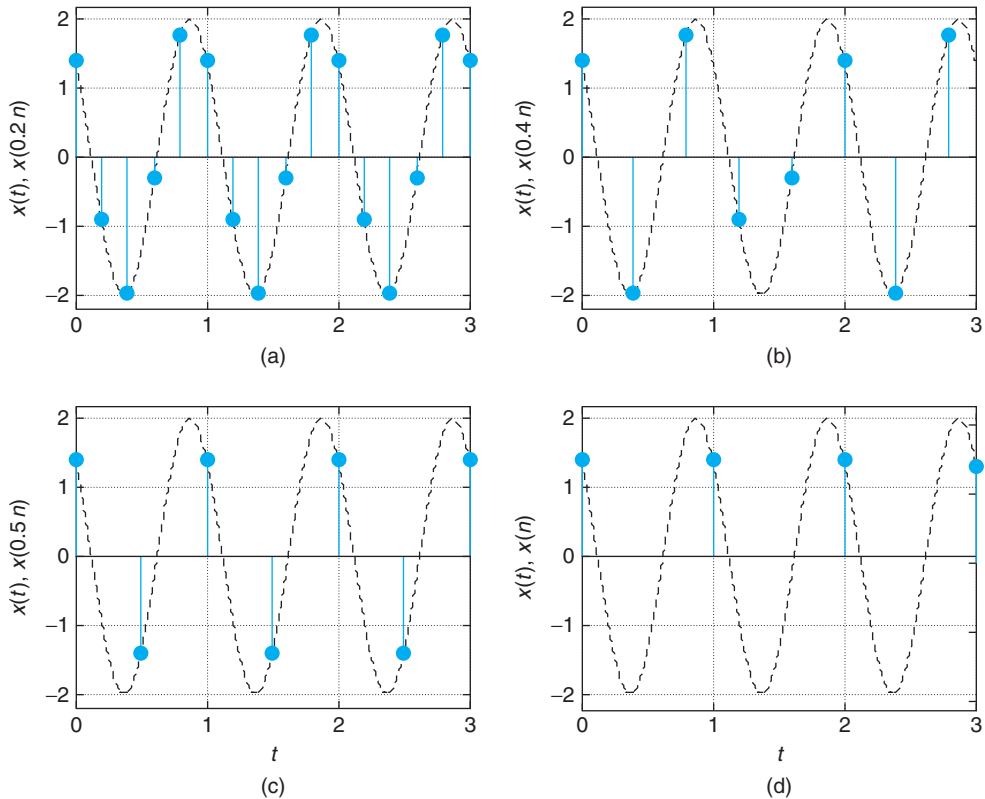 x(t), x(0.2 n)
2
1
0
−1
−2
0 1 2 3
(a)
x(t), x(0.4 n)
2
1
0
−1
−2
0 1 2 3
(b)
x(t), x(0.5 n)
2
1
0
−1
−2
0 1 2 3
t
(c)
x(t), x(n)
2
1
0
−1
−2
0 1 2 3
t
(d)